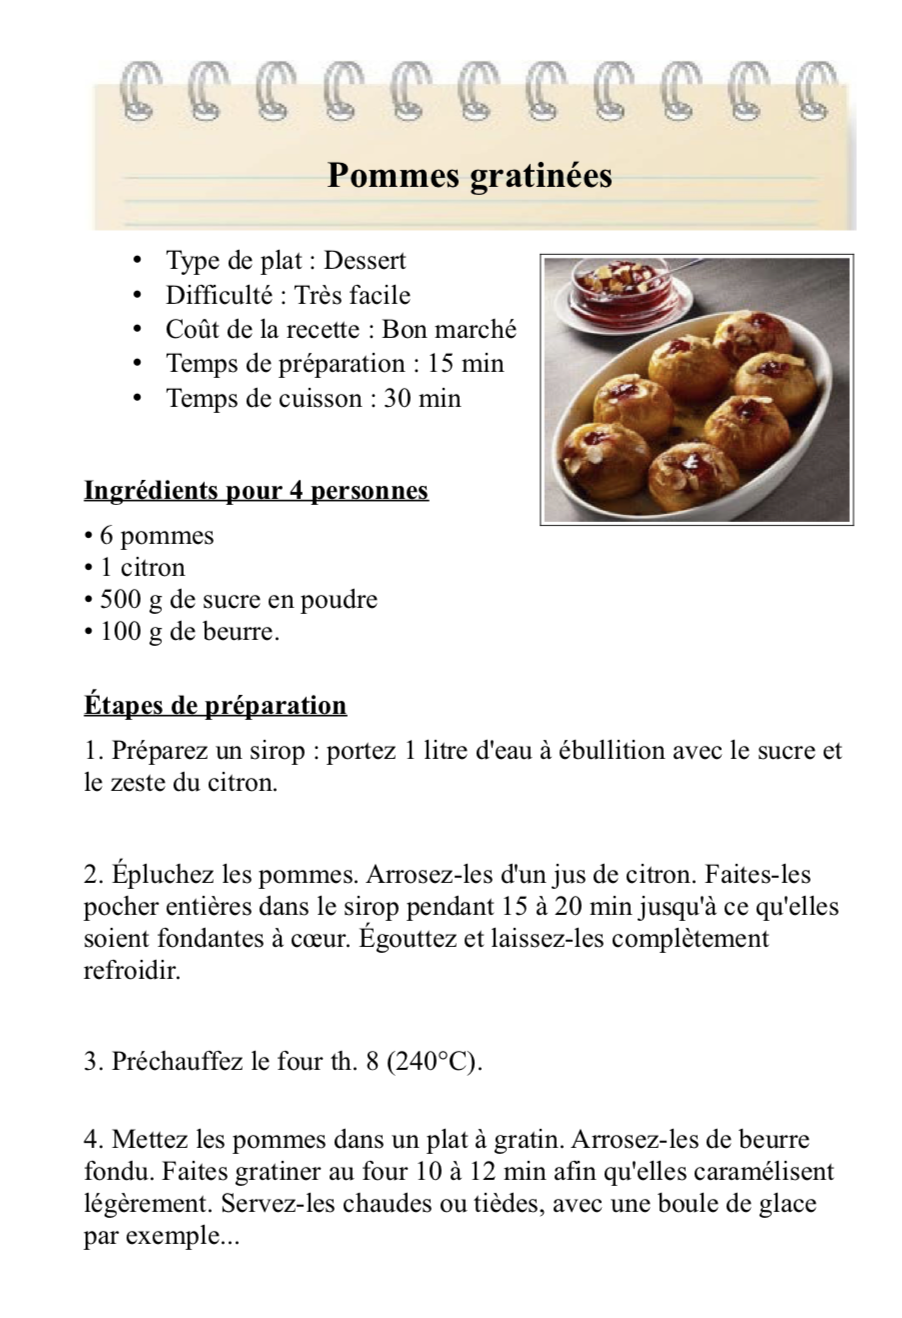 Pommes gratinées
• Type de plat : Dessert
• Difficulté : Très facile
• Coût de la recette : Bon marché
• Temps de préparation : 15 min
• Temps de cuisson : 30 min
Ingrédients pour 4 personnes
• 6 pommes
• 1 citron
• 500 g de sucre en poudre
• 100 g de beurre.
Étapes de préparation
1. Préparez un sirop : portez 1 litre d'eau à ébullition avec le sucre et
le zeste du citron.
2. Épluchez les pommes. Arrosez-les d'un jus de citron. Faites-les
pocher entières dans le sirop pendant 15 à 20 min jusqu'à ce qu'elles
soient fondantes à cœur. Égouttez et laissez-les complètement
refroidir.
3. Préchauffez le four th. 8 (240°C).
4. Mettez les pommes dans un plat à gratin. Arrosez-les de beurre
fondu. Faites gratiner au four 10 à 12 min afin qu'elles caramélisent
légèrement. Servez-les chaudes ou tièdes, avec une boule de glace
par exemple...